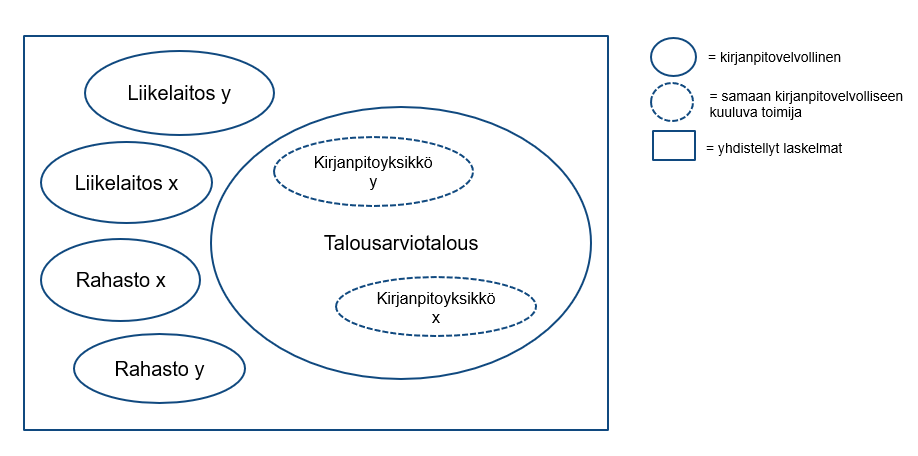 Liikelaitos y
Liikelaitos x
Rahasto x
Rahasto y
Kirjanpitoyksikkö
y
Talousarviotalous
Kirjanpitoyksikkö
x
= kirjanpitovelvollinen
= samaan kirjanpitovelvolliseen
kuuluva toimija
= yhdistellyt laskelmat